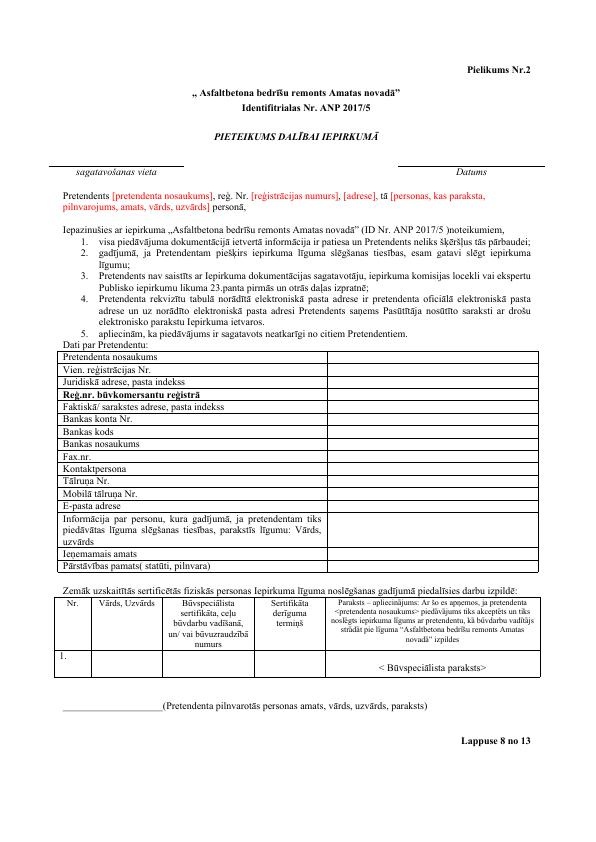 Pielikums Nr.2
„ Asfaltbetona bedrīšu remonts Amatas novadā”
Identifitrialas Nr. ANP 2017/5
PIETEIKUMS DALĪBAI IEPIRKUMĀ
sagatavošanas vieta Datums
Pretendents [pretendenta nosaukums], reģ. Nr. [reģistrācijas numurs], [adrese], tā [personas, kas paraksta,
pilnvarojums, amats, vārds, uzvārds] personā,
Iepazinušies ar iepirkuma „Asfaltbetona bedrīšu remonts Amatas novadā” (ID Nr. ANP 2017/5 )noteikumiem,
1. visa piedāvājuma dokumentācijā ietvertā informācija ir patiesa un Pretendents neliks šķēršļus tās pārbaudei;
2. gadījumā, ja Pretendentam piešķirs iepirkuma līguma slēgšanas tiesības, esam gatavi slēgt iepirkuma
līgumu;
3. Pretendents nav saistīts ar Iepirkuma dokumentācijas sagatavotāju, iepirkuma komisijas locekli vai ekspertu
Publisko iepirkumu likuma 23.panta pirmās un otrās daļas izpratnē;
4. Pretendenta rekvizītu tabulā norādītā elektroniskā pasta adrese ir pretendenta oficiālā elektroniskā pasta
adrese un uz norādīto elektroniskā pasta adresi Pretendents saņems Pasūtītāja nosūtīto saraksti ar drošu
elektronisko parakstu Iepirkuma ietvaros.
5. apliecinām, ka piedāvājums ir sagatavots neatkarīgi no citiem Pretendentiem.
Dati par Pretendentu:
Pretendenta nosaukums
Vien. reģistrācijas Nr.
Juridiskā adrese, pasta indekss
Reģ.nr. būvkomersantu reģistrā
Faktiskā/ sarakstes adrese, pasta indekss
Bankas konta Nr.
Bankas kods
Bankas nosaukums
Fax.nr.
Kontaktpersona
Tālruņa Nr.
Mobilā tālruņa Nr.
E-pasta adrese
Informācija par personu, kura gadījumā, ja pretendentam tiks
piedāvātas līguma slēgšanas tiesības, parakstīs līgumu: Vārds,
uzvārds
Ieņemamais amats
Pārstāvības pamats( statūti, pilnvara)
Zemāk uzskaitītās sertificētās fiziskās personas Iepirkuma līguma noslēgšanas gadījumā piedalīsies darbu izpildē:
Nr.
Vārds, Uzvārds
Būvspeciālista
sertifikāta, ceļu
būvdarbu vadīšanā,
un/ vai būvuzraudzībā
numurs
Sertifikāta
derīguma
termiņš
Paraksts – apliecinājums: Ar šo es apņemos, ja pretendenta
<pretendenta nosaukums> piedāvājums tiks akceptēts un tiks
noslēgts iepirkuma līgums ar pretendentu, kā būvdarbu vadītājs
strādāt pie līguma “Asfaltbetona bedrīšu remonts Amatas
novadā” izpildes
1.
< Būvspeciālista paraksts>
____________________(Pretendenta pilnvarotās personas amats, vārds, uzvārds, paraksts)
Lappuse 8 no 13